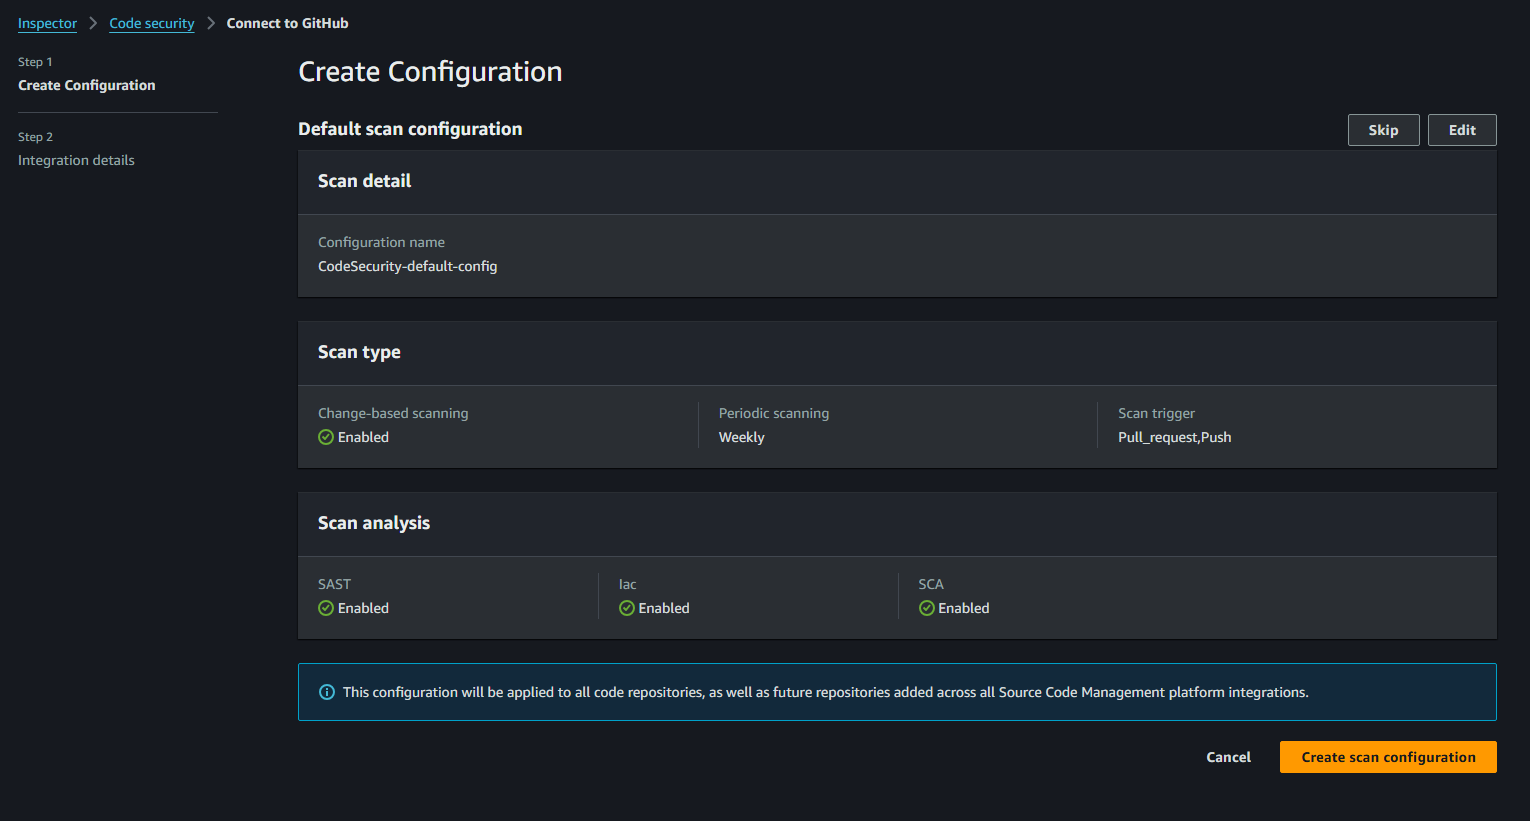 Inspector > Code security > Connect to GitHub
Step 1
Create Configuration
Step 2
Integration details
Create Configuration
Default scan configuration
Skip Edit
Scan detail
Configuration name
CodeSecurity-default-config
Scan type
Change-based scanning Periodic scanning Scan trigger
Enabled Weekly Pull_request,Push
Scan analysis
SAST Iac SCA
Enabled Enabled Enabled
This configuration will be applied to all code repositories, as well as future repositories added across all Source Code Management platform integrations.
Cancel Create scan configuration